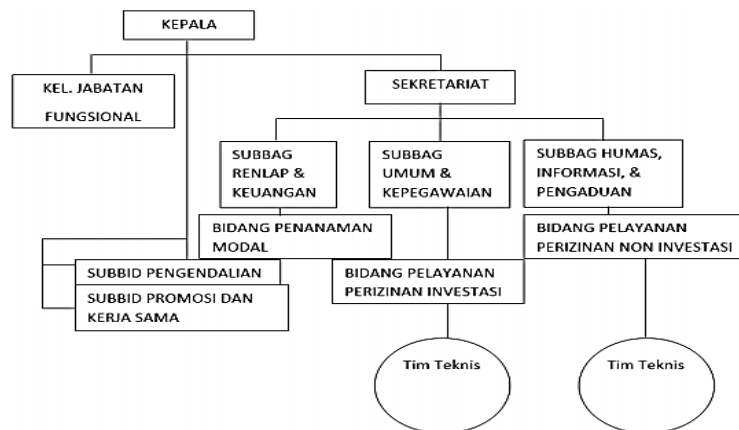 KEPALA
KEL. JABATAN
FUNGSIONAL
SEKRETARIAT
SUBBAG
RENLAP &
KEUANGAN
SUBBAG
UMUM &
KEPEGAWAIAN
SUBBAG HUMAS,
INFORMASI, &
PENGADUAN
BIDANG PENANAMAN
MODAL
BIDANG PELAYANAN
PERIZINAN NON INVESTASI
SUBBID PENGENDALIAN
SUBBID PROMOSI DAN
KERJA SAMA
BIDANG PELAYANAN
PERIZINAN INVESTASI
Tim Teknis
Tim Teknis